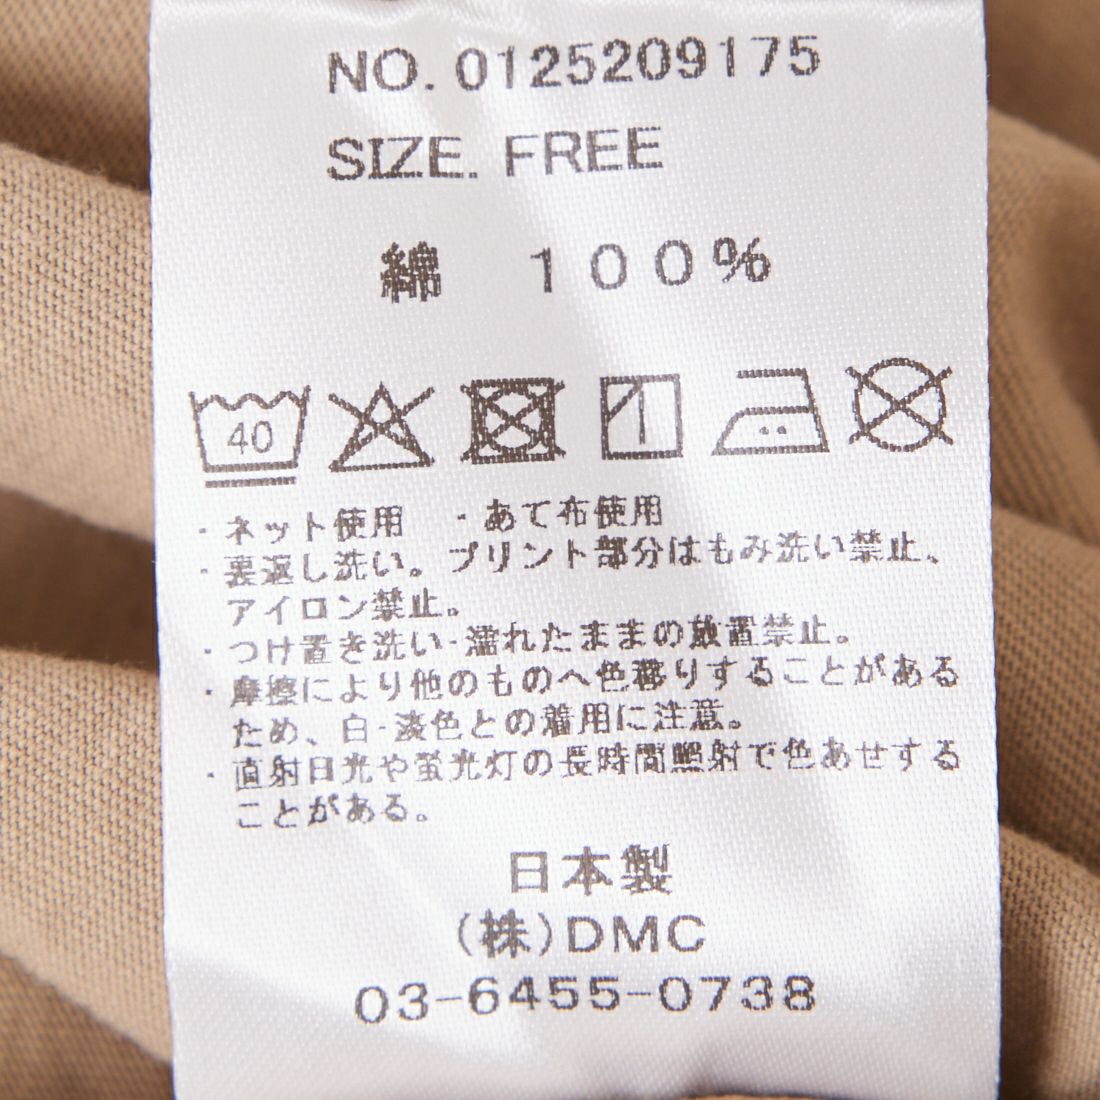 NO. 0125209175
SIZE. FREE
綿　１００％
40
・ネット使用　・あて布使用
・裏返し洗い。プリント部分はもみ洗い禁止、
アイロン禁止。
・つけ置き洗い・濡れたままの放置禁止。
・摩擦により他のものへ色移りすることがある
ため、白・淡色との着用に注意。
・直射日光や蛍光灯の長時間照射で色あせする
ことがある。
日本製
(株)DMC
03-6455-0738